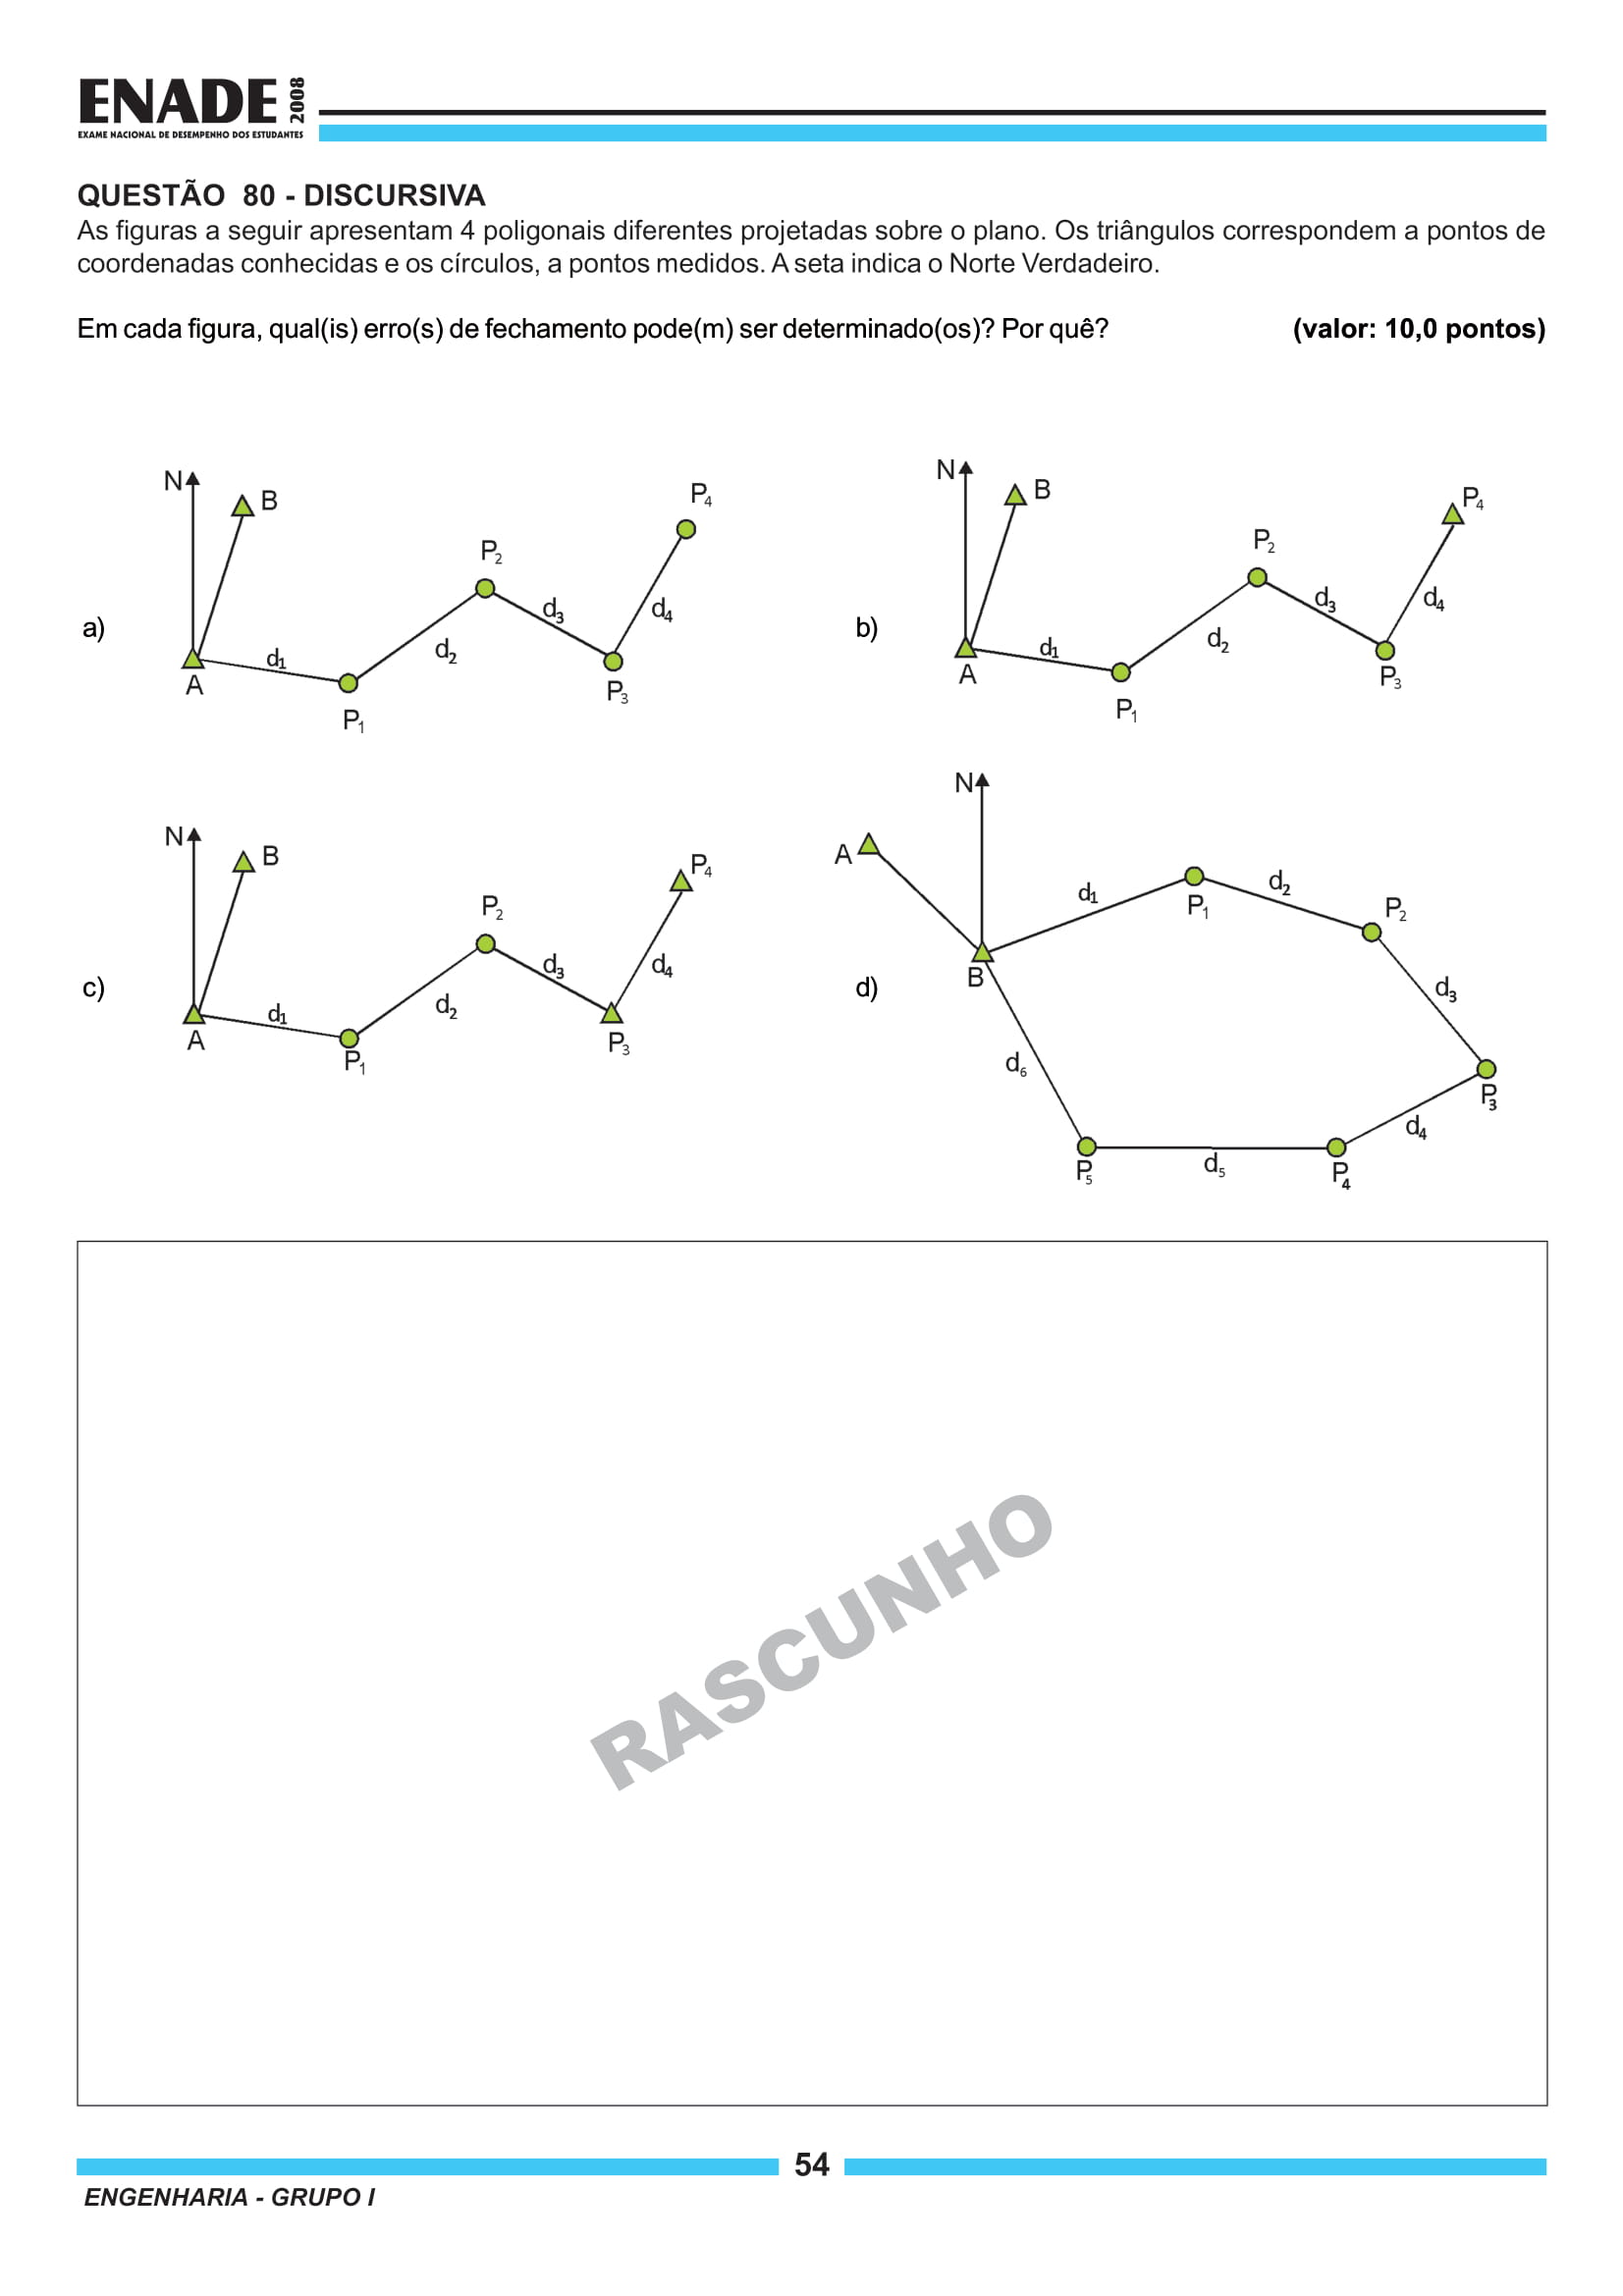 ENADE 2008
EXAME NACIONAL DE DESEMPENHO DOS ESTUDANTES
QUESTÃO 80 - DISCURSIVA
As figuras a seguir apresentam 4 poligonais diferentes projetadas sobre o plano. Os triângulos correspondem a pontos de
coordenadas conhecidas e os círculos, a pontos medidos. A seta indica o Norte Verdadeiro.
Em cada figura, qual(is) erro(s) de fechamento pode(m) ser determinado(os)? Por quê? (valor: 10,0 pontos)
a)
N
B
A
d1
P1
d2
P2
d3
P3
d4
P4
b)
N
B
A
d1
P1
d2
P2
d3
P3
d4
P4
c)
N
B
A
d1
P1
d2
P2
d3
P3
d4
P4
d)
N
A
B
d1
P1
d2
P2
d3
P3
d4
P4
d5
P5
d6
RASCUNHO
54
ENGENHARIA - GRUPO I